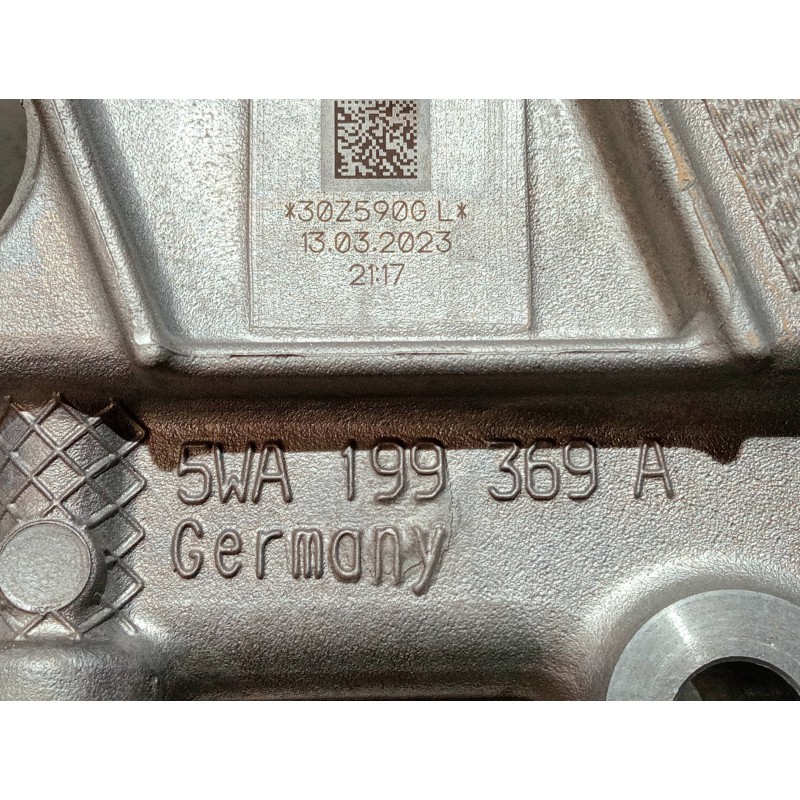 *30Z590G L*
13.03.2023
21:17
5WA 199 369 A
Germany